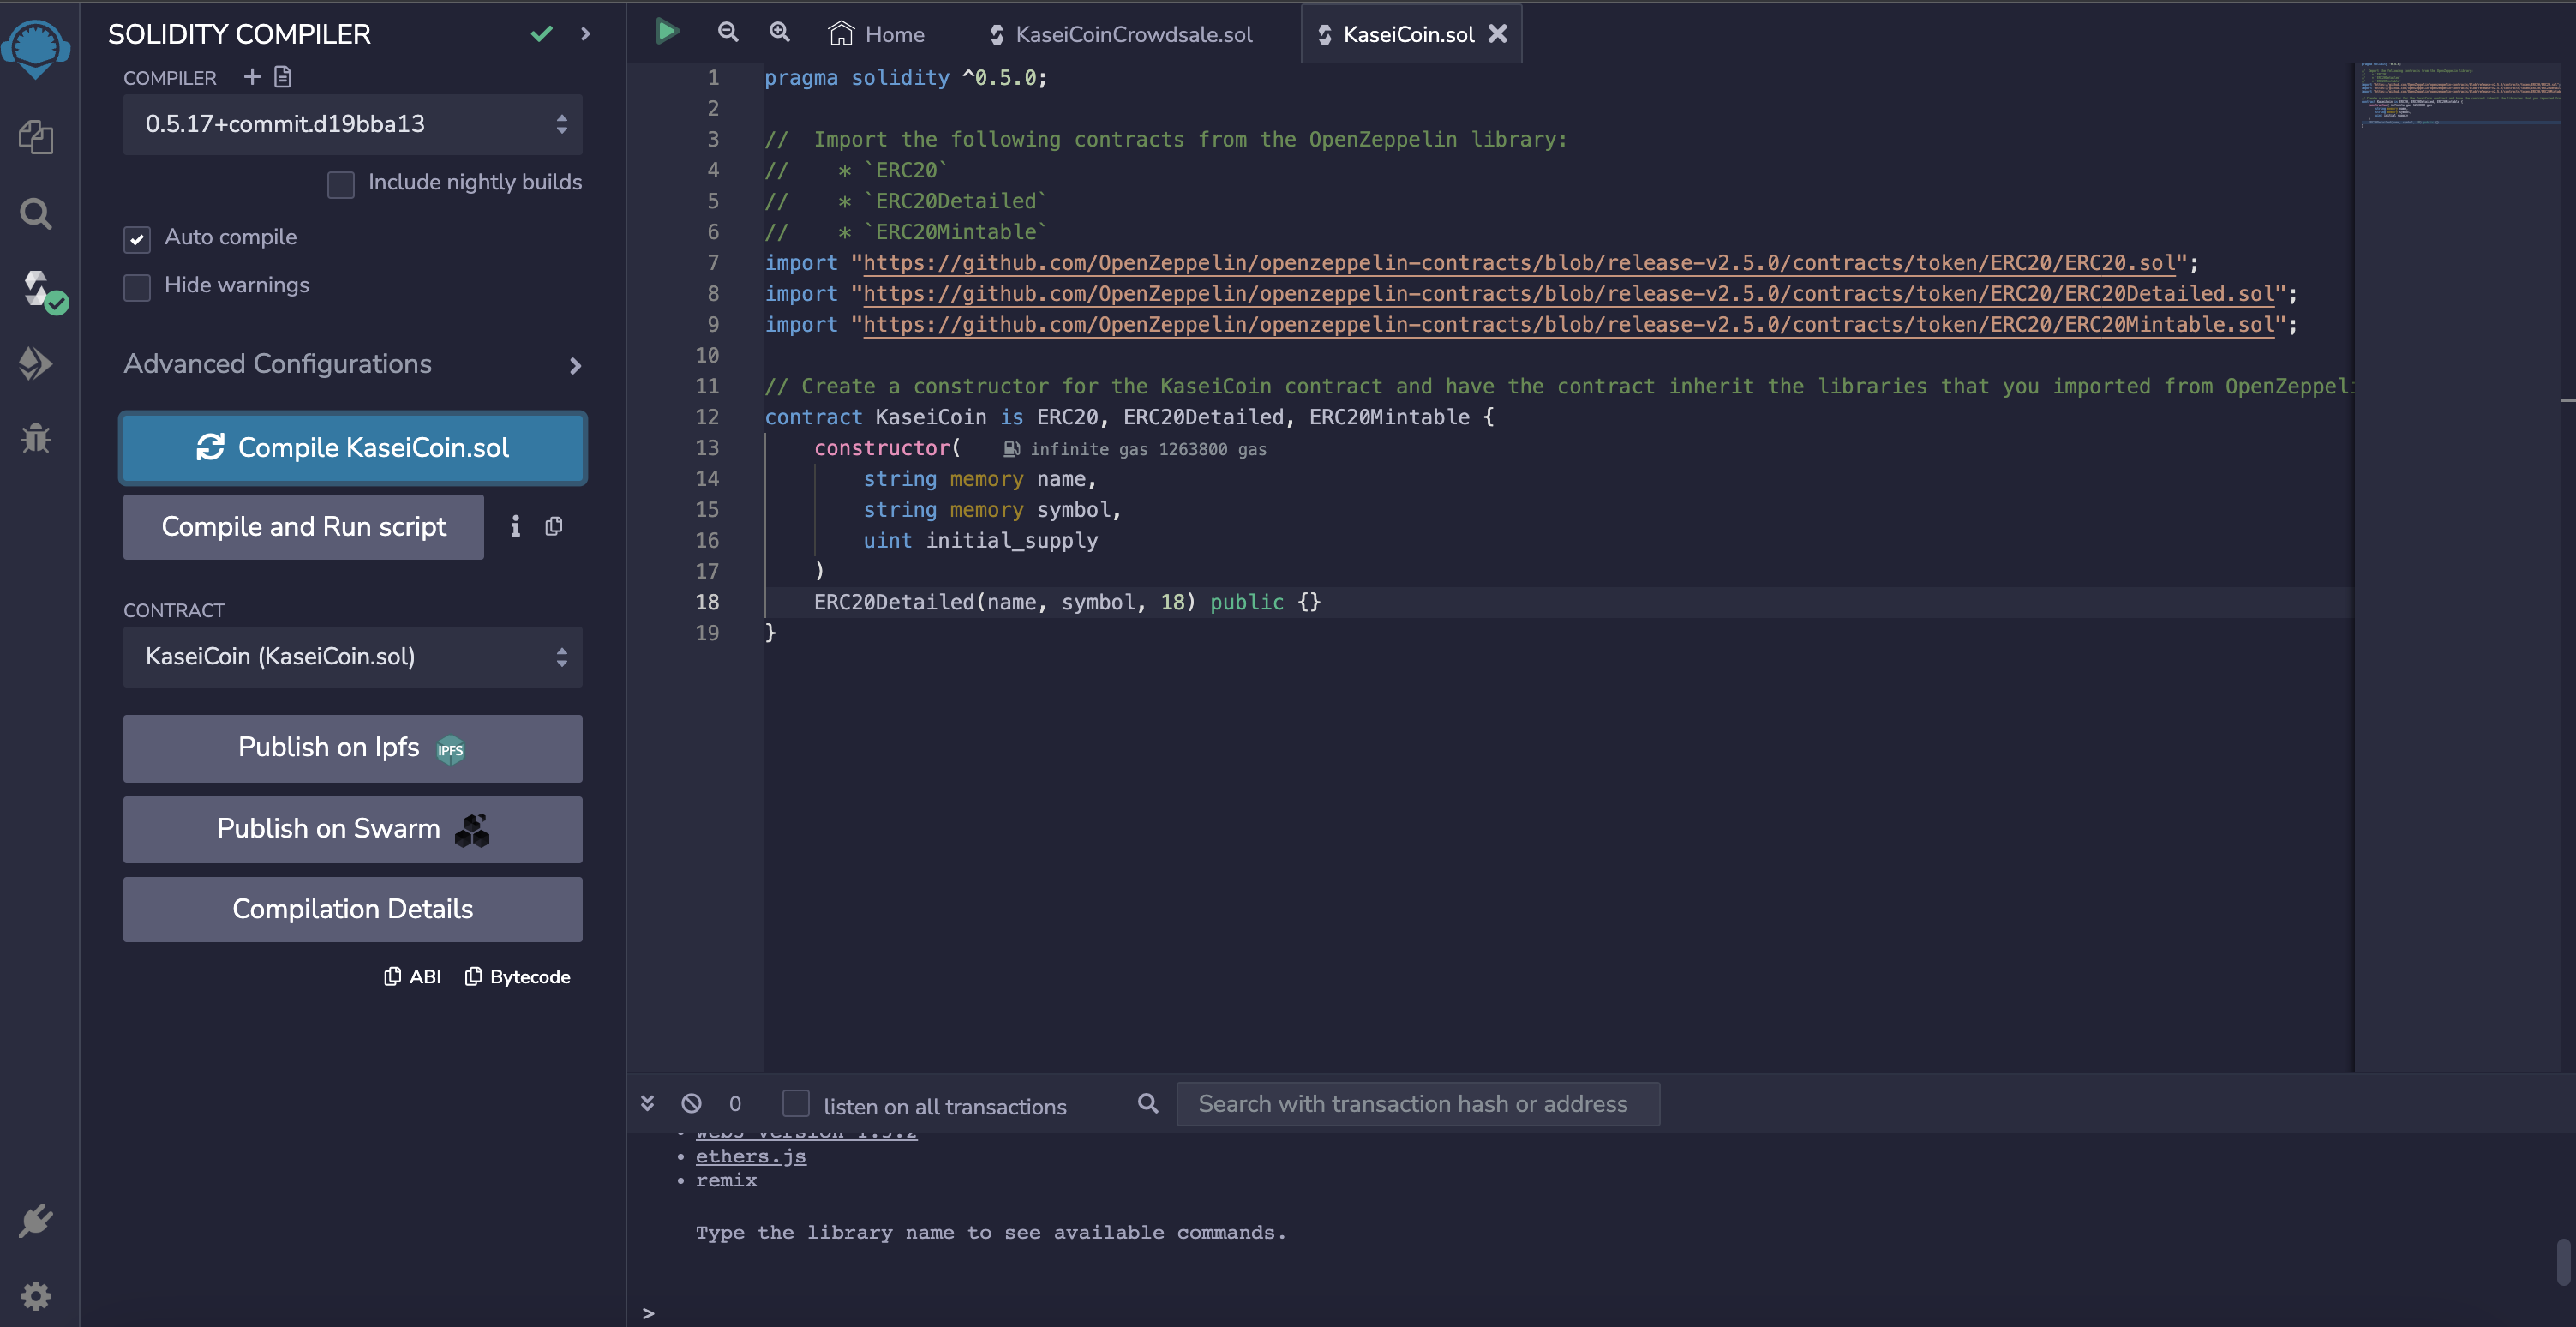 SOLIDITY COMPILER
COMPILER
0.5.17+commit.d19bba13
Include nightly builds
Auto compile
Hide warnings
Advanced Configurations
Compile KaseiCoin.sol
Compile and Run script
CONTRACT
KaseiCoin (KaseiCoin.sol)
Publish on Ipfs IPFS
Publish on Swarm
Compilation Details
ABI Bytecode
Home KaseiCoinCrowdsale.sol KaseiCoin.sol
1 pragma solidity ^0.5.0;
2
3 //  Import the following contracts from the OpenZeppelin library:
4 //    * `ERC20`
5 //    * `ERC20Detailed`
6 //    * `ERC20Mintable`
7 import "https://github.com/OpenZeppelin/openzeppelin-contracts/blob/release-v2.5.0/contracts/token/ERC20/ERC20.sol";
8 import "https://github.com/OpenZeppelin/openzeppelin-contracts/blob/release-v2.5.0/contracts/token/ERC20/ERC20Detailed.sol";
9 import "https://github.com/OpenZeppelin/openzeppelin-contracts/blob/release-v2.5.0/contracts/token/ERC20/ERC20Mintable.sol";
10
11 // Create a constructor for the KaseiCoin contract and have the contract inherit the libraries that you imported from OpenZeppeli
12 contract KaseiCoin is ERC20, ERC20Detailed, ERC20Mintable {
13     constructor( infinite gas 1263800 gas
14         string memory name,
15         string memory symbol,
16         uint initial_supply
17     )
18     ERC20Detailed(name, symbol, 18) public {}
19 }
0 listen on all transactions Search with transaction hash or address
• web3 version 1.5.2
• ethers.js
• remix
Type the library name to see available commands.
>